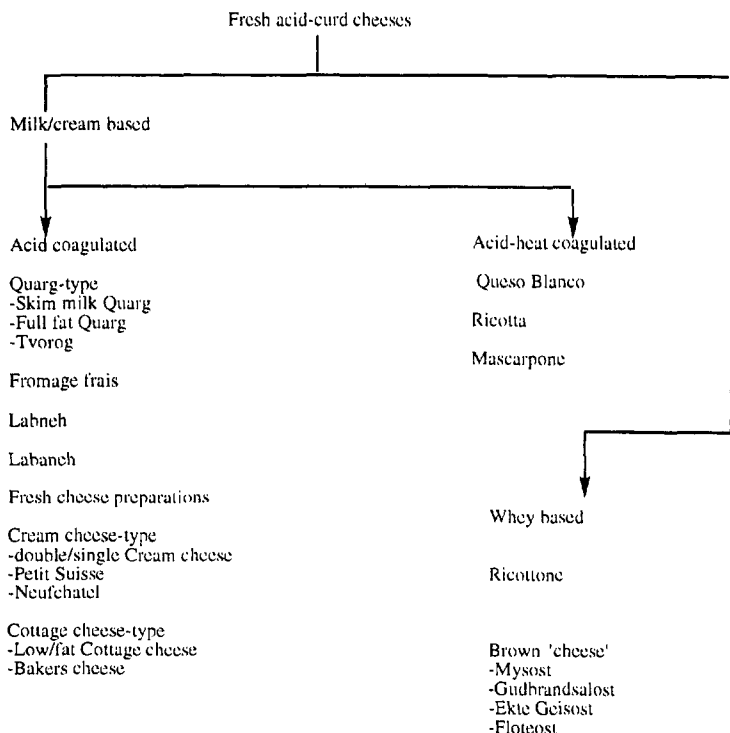 Fresh acid-curd cheeses
Milk/cream based
Acid coagulated
Quarg-type
-Skim milk Quarg
-Full fat Quarg
-Tvorog
Fromage frais
Labneh
Labaneh
Fresh cheese preparations
Cream cheese-type
-double/single Cream cheese
-Petit Suisse
-Neufchatel
Cottage cheese-type
-Low/fat Cottage cheese
-Bakers cheese
Acid-heat coagulated
Queso Blanco
Ricotta
Mascarpone
Whey based
Ricottone
Brown 'cheese'
-Mysost
-Gudbrandsalost
-Ekte Geisost
-Floteost